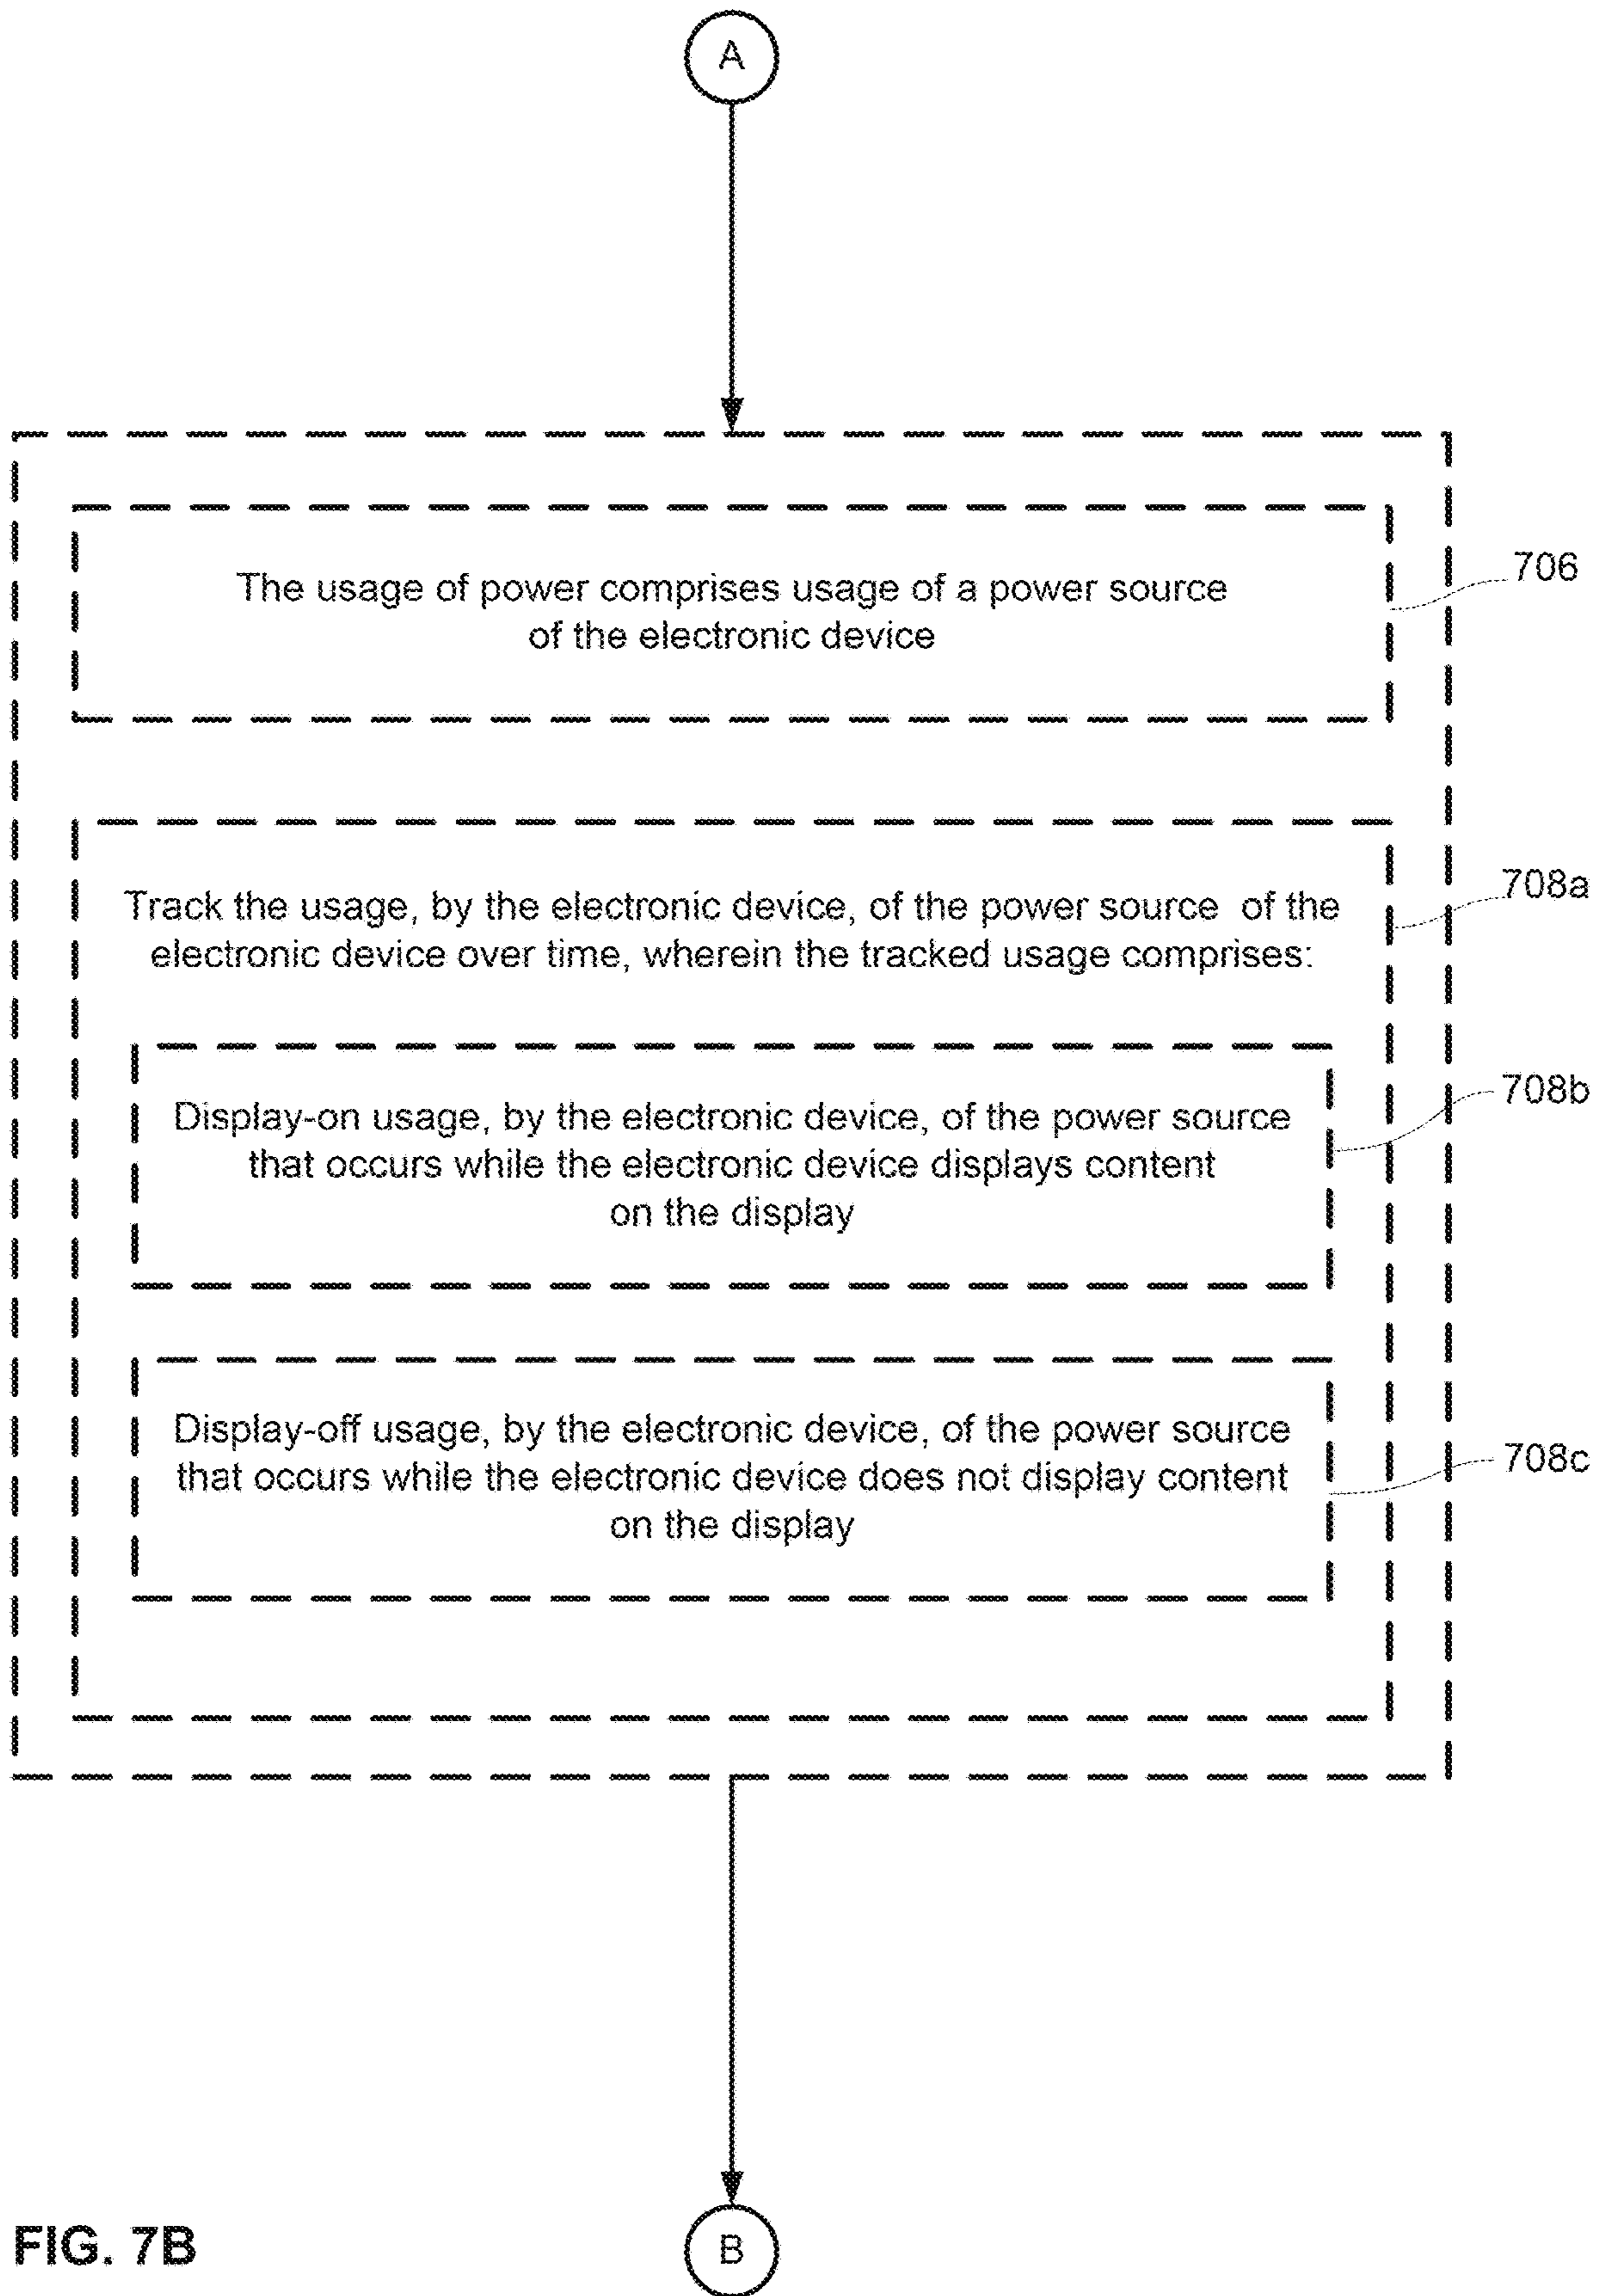 A
The usage of power comprises usage of a power source
of the electronic device
706
Track the usage, by the electronic device, of the power source of the
electronic device over time, wherein the tracked usage comprises:
708a
Display-on usage, by the electronic device, of the power source
that occurs while the electronic device displays content
on the display
708b
Display-off usage, by the electronic device, of the power source
that occurs while the electronic device does not display content
on the display
708c
FIG. 7B
B